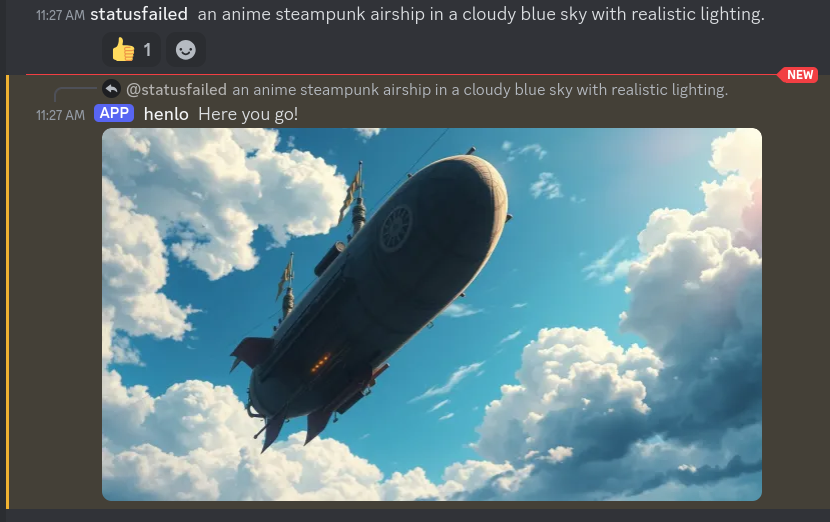 11:27 AM statusfailed an anime steampunk airship in a cloudy blue sky with realistic lighting.
1
NEW
@statusfailed an anime steampunk airship in a cloudy blue sky with realistic lighting.
11:27 AM APP henlo Here you go!